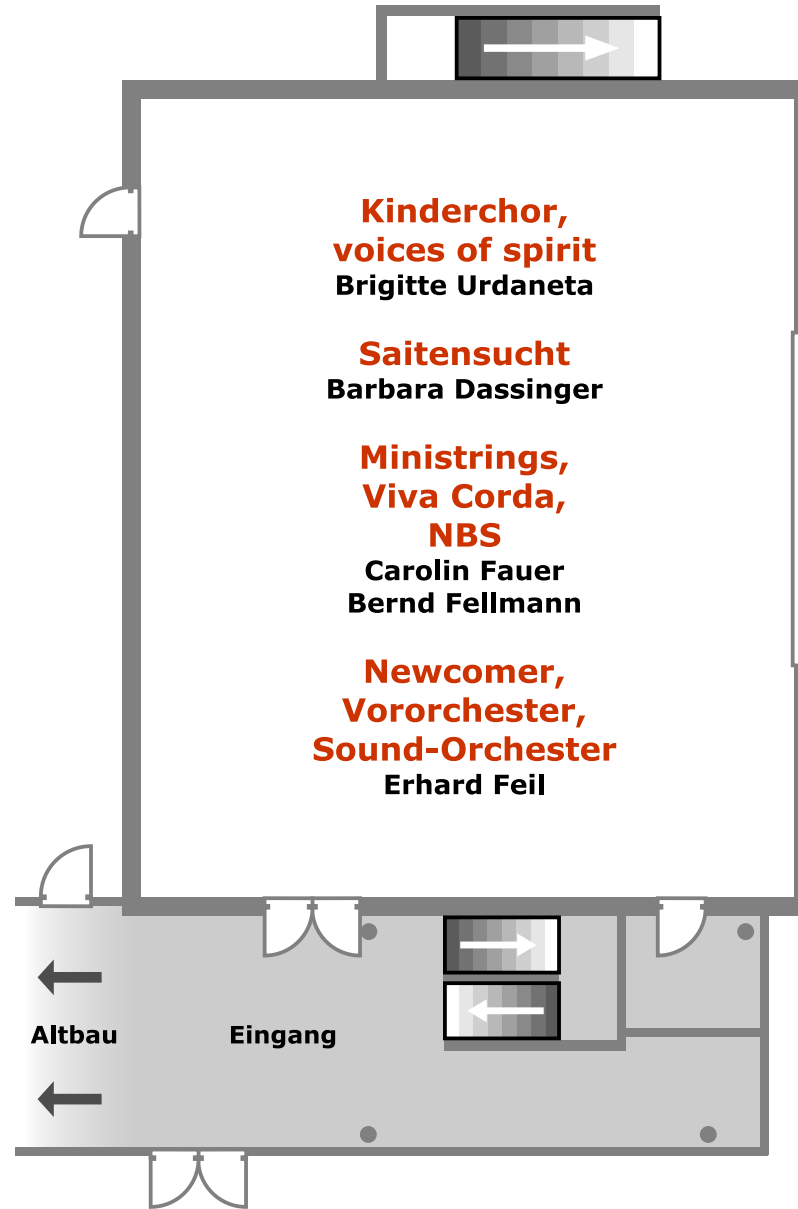 Kinderchor,
voices of spirit
Brigitte Urdaneta
Saitensucht
Barbara Dassinger
Ministrings,
Viva Corda,
NBS
Carolin Fauer
Bernd Fellmann
Newcomer,
Vororchester,
Sound-Orchester
Erhard Feil
Altbau
Eingang